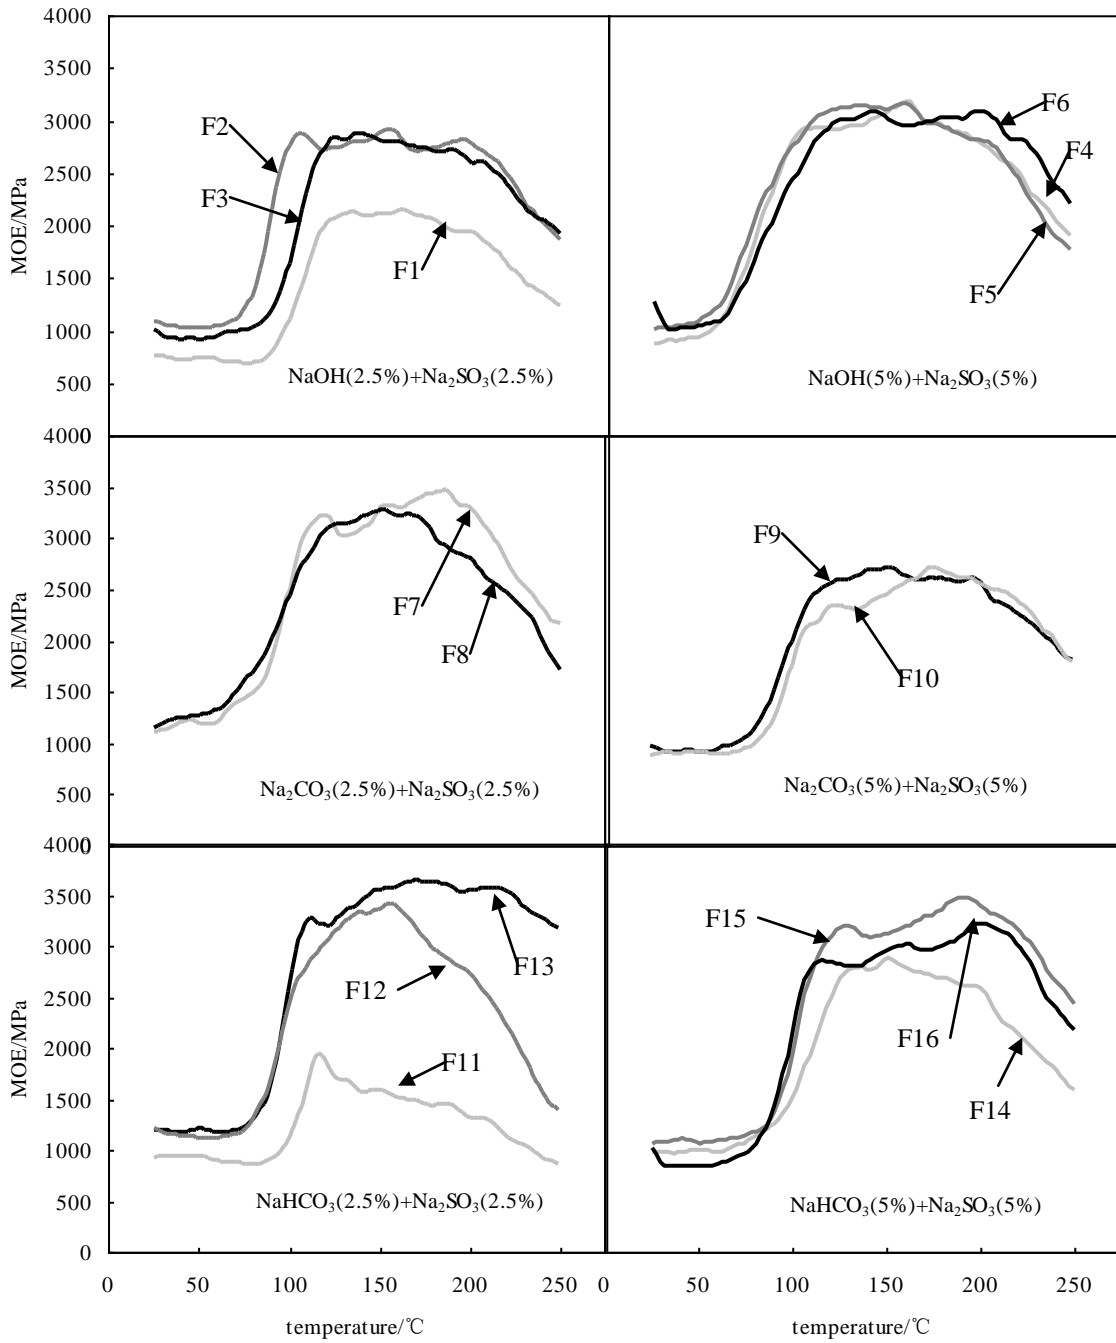 4000
3500
3000
2500
2000
1500
1000
500
0
MOE/MPa
F2
F3
F1
NaOH(2.5%)+Na₂SO₃(2.5%)
F6
F4
F5
NaOH(5%)+Na₂SO₃(5%)
4000
3500
3000
2500
2000
1500
1000
500
0
MOE/MPa
F7
F8
Na₂CO₃(2.5%)+Na₂SO₃(2.5%)
F9
F10
Na₂CO₃(5%)+Na₂SO₃(5%)
4000
3500
3000
2500
2000
1500
1000
500
0
MOE/MPa
F13
F12
F11
NaHCO₃(2.5%)+Na₂SO₃(2.5%)
F15
F16
F14
NaHCO₃(5%)+Na₂SO₃(5%)
0 50 100 150 200 250
0 50 100 150 200 250
temperature/℃
temperature/℃